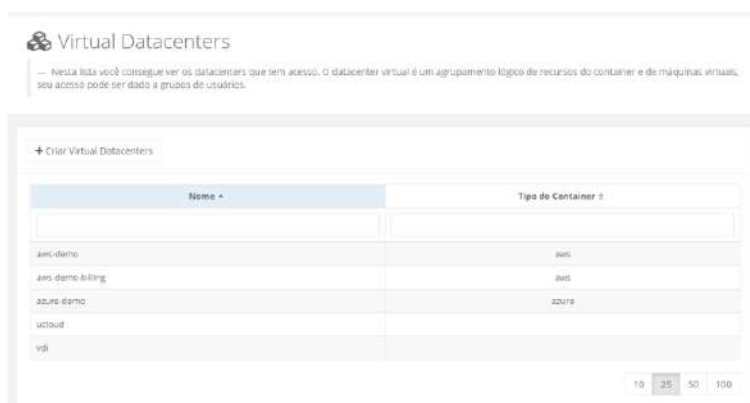 Virtual Datacenters
— Nesta lista você consegue ver os datacenters que tem acesso. O datacenter virtual é um agrupamento lógico de recursos do container e de máquinas virtuais,
seu acesso pode ser dado a grupos de usuários.
+ Criar Virtual Datacenters
Nome Tipo do Container
aws-demo aws
aws-demo-billing aws
azure-demo azure
ucloud
vdi
10 25 50 100